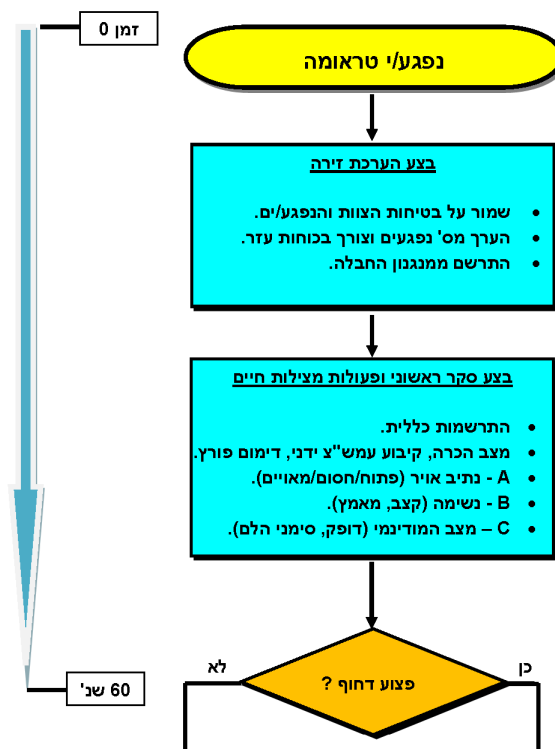 זמן 0
נפגע/י טראומה
בצע הערכת זירה
שמור על בטיחות הצוות והנפגע/ים.
הערך מס' נפגעים וצורך בכוחות עזר.
התרשם ממנגנון החבלה.
בצע סקר ראשוני ופעולות מצילות חיים
התרשמות כללית.
מצב הכרה, קיבוע עמש"צ ידני, דימום פורץ.
A - נתיב אויר (פתוח/חסום/מאויים).
B - נשימה (קצב, מאמץ).
C – מצב המודינמי (דופק, סימני הלם).
כן
לא
פצוע דחוף ?
60 שנ'